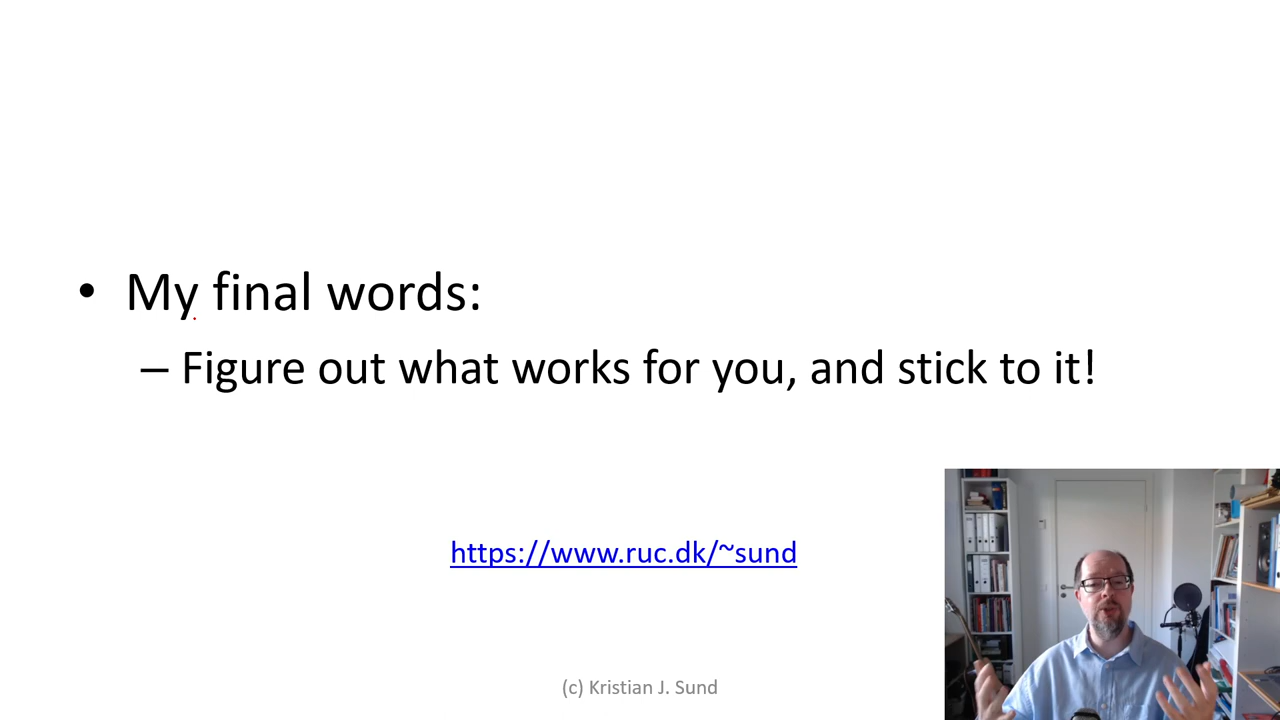 • My final words:
– Figure out what works for you, and stick to it!
https://www.ruc.dk/~sund
(c) Kristian J. Sund